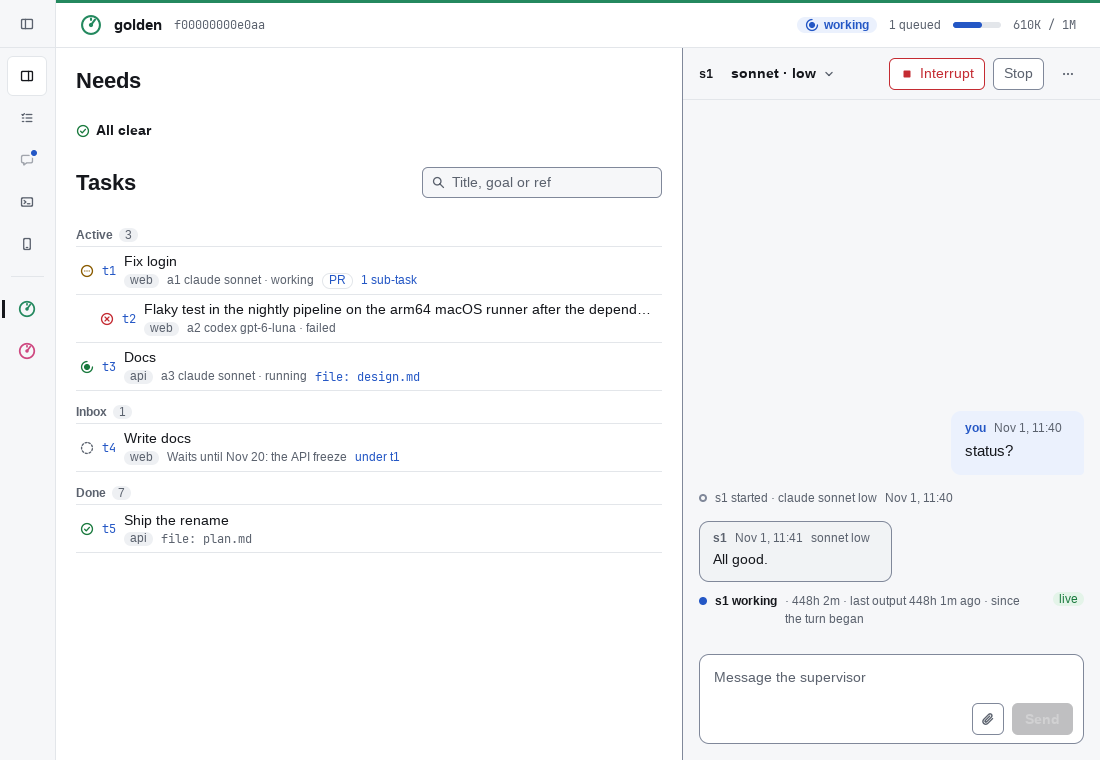 golden f00000000e0aa
working 1 queued 610K / 1M
Needs
All clear
Tasks
Title, goal or ref
Active 3
t1 Fix login
web a1 claude sonnet · working PR 1 sub-task
t2 Flaky test in the nightly pipeline on the arm64 macOS runner after the depend…
web a2 codex gpt-6-luna · failed
t3 Docs
api a3 claude sonnet · running file: design.md
Inbox 1
t4 Write docs
web Waits until Nov 20: the API freeze under t1
Done 7
t5 Ship the rename
api file: plan.md
s1 sonnet · low Interrupt Stop
you Nov 1, 11:40
status?
s1 started · claude sonnet low Nov 1, 11:40
s1 Nov 1, 11:41 sonnet low
All good.
s1 working · 448h 2m · last output 448h 1m ago · since live
the turn began
Message the supervisor
Send